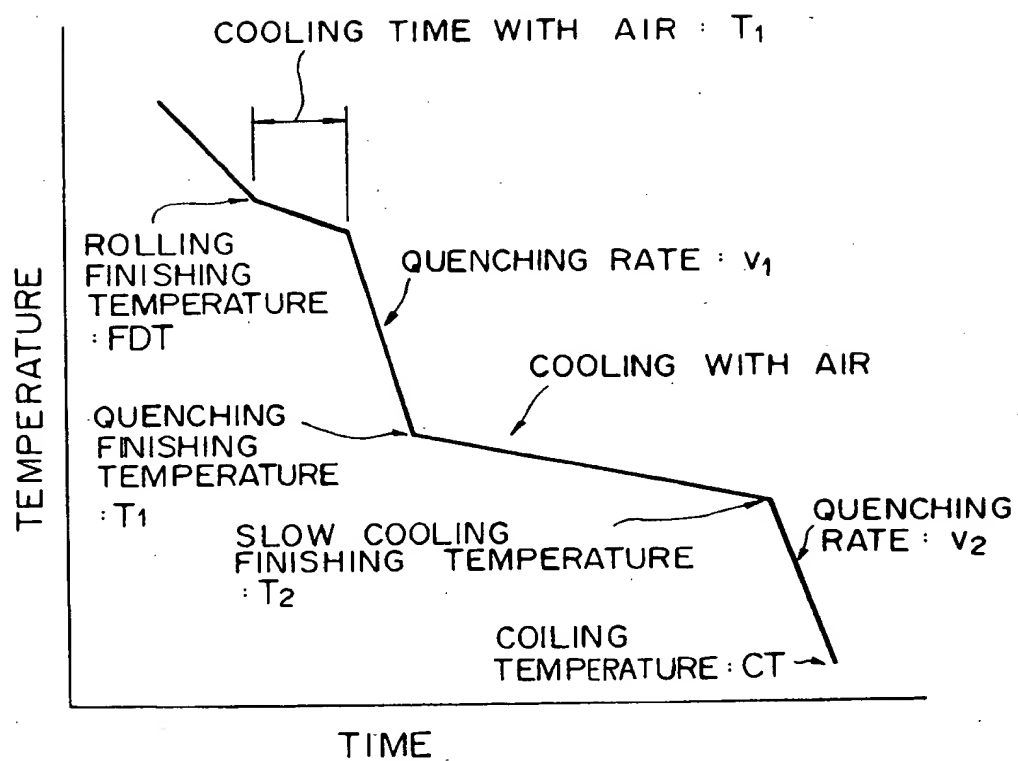 COOLING TIME WITH AIR : T1
ROLLING
FINISHING
TEMPERATURE
: FDT
QUENCHING RATE : V1
COOLING WITH AIR
QUENCHING
FINISHING
TEMPERATURE
: T1
SLOW COOLING
FINISHING TEMPERATURE
: T2
QUENCHING
RATE : V2
COILING
TEMPERATURE : CT
TEMPERATURE
TIME